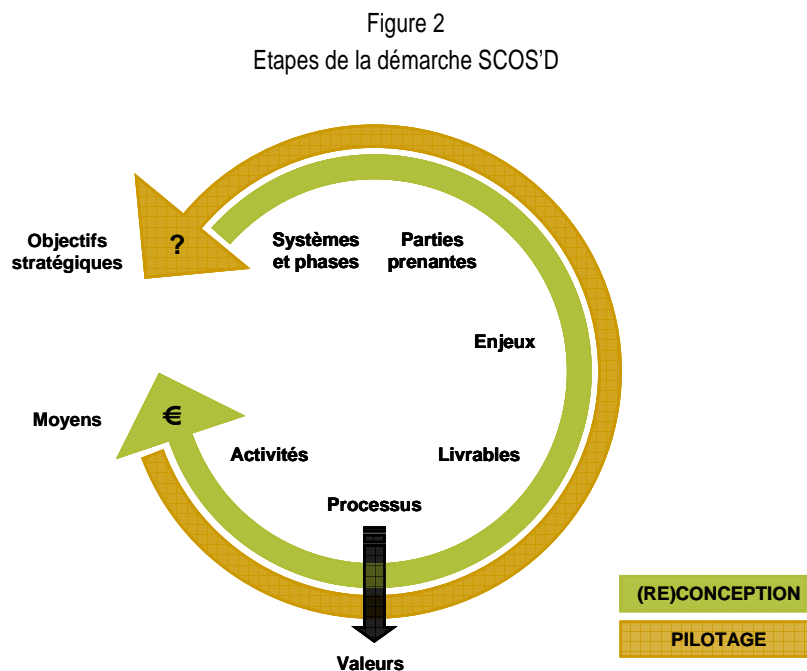 Figure 2
Etapes de la démarche SCOS’D
?
Objectifs
stratégiques
Systèmes
et phases
Parties
prenantes
Enjeux
Livrables
Processus
Activités
€
Moyens
Valeurs
(RE)CONCEPTION
PILOTAGE